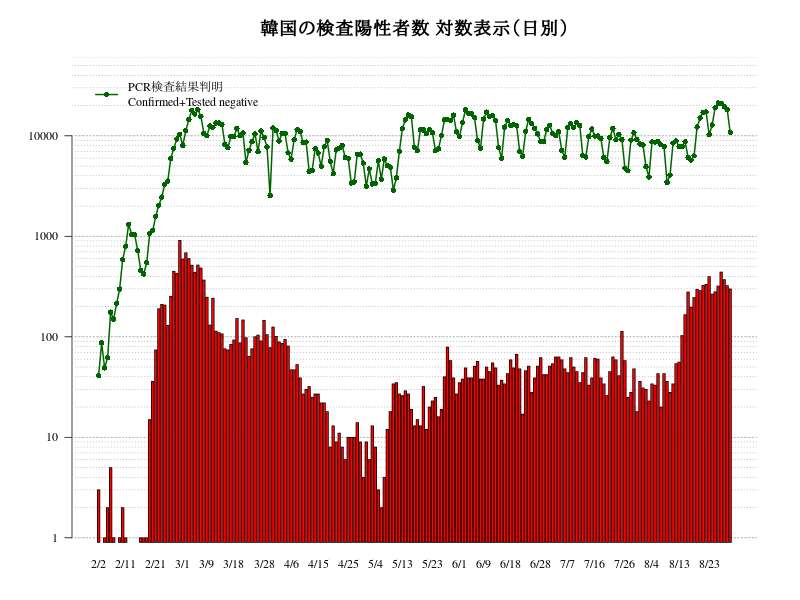 韓国の検査陽性者数 対数表示(日別)
PCR検査結果判明
Confirmed+Tested negative
10000
1000
100
10
1
2/2 2/11 2/21 3/1 3/9 3/18 3/28 4/6 4/15 4/25 5/4 5/13 5/23 6/1 6/9 6/18 6/28 7/7 7/16 7/26 8/4 8/13 8/23